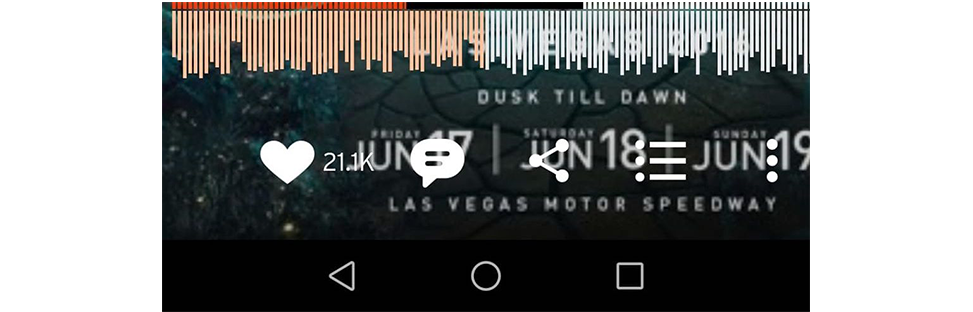 LAS VEGAS 2016
DUSK TILL DAWN
FRIDAY SATURDAY SUNDAY
JUN 17 | JUN 18 | JUN 19
21.1K
LAS VEGAS MOTOR SPEEDWAY